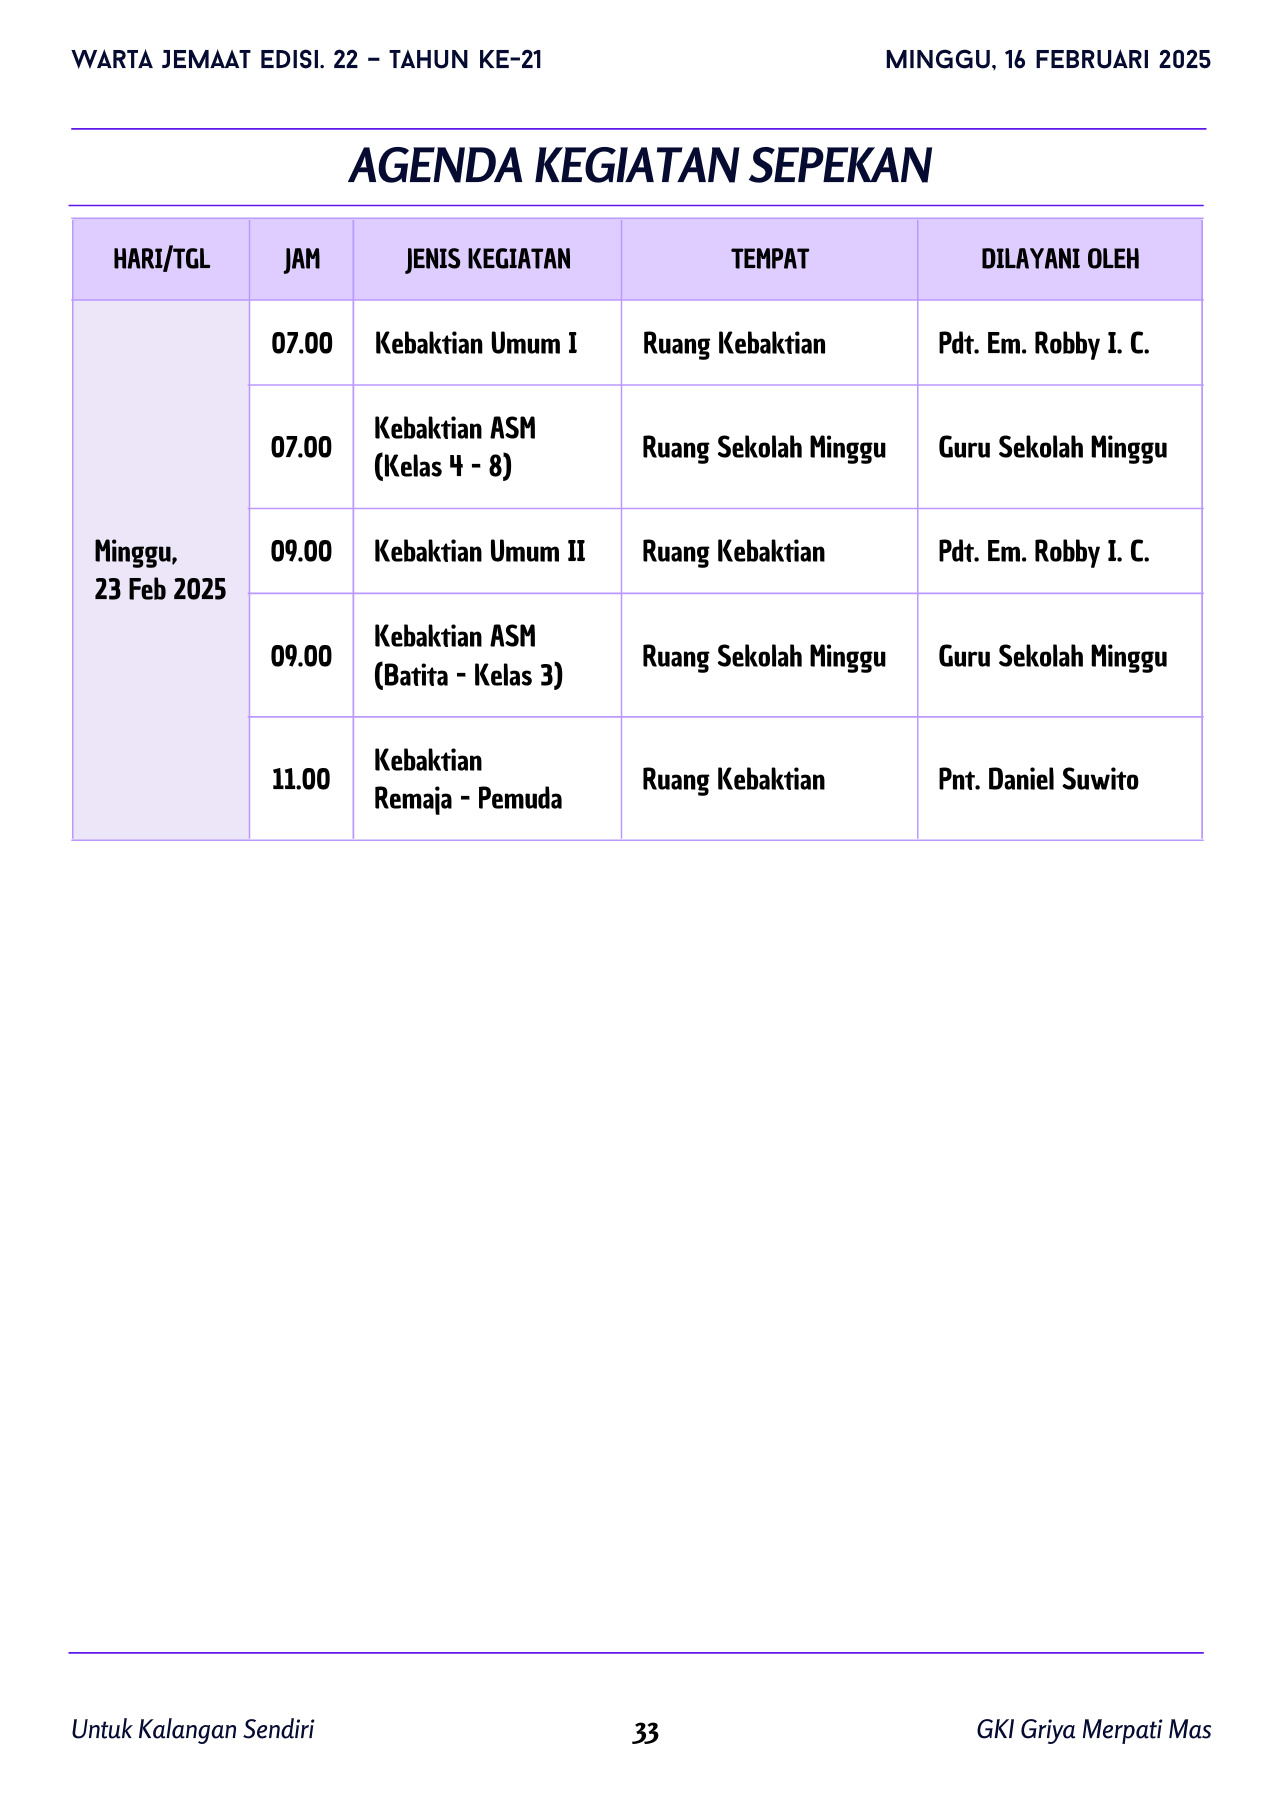 WARTA JEMAAT EDISI. 22 – TAHUN KE-21
MINGGU, 16 FEBRUARI 2025
AGENDA KEGIATAN SEPEKAN
HARI/TGL JAM JENIS KEGIATAN TEMPAT DILAYANI OLEH
Minggu,
23 Feb 2025
07.00 Kebaktian Umum I Ruang Kebaktian Pdt. Em. Robby I. C.
07.00 Kebaktian ASM
(Kelas 4 - 8) Ruang Sekolah Minggu Guru Sekolah Minggu
09.00 Kebaktian Umum II Ruang Kebaktian Pdt. Em. Robby I. C.
09.00 Kebaktian ASM
(Batita - Kelas 3) Ruang Sekolah Minggu Guru Sekolah Minggu
11.00 Kebaktian
Remaja - Pemuda Ruang Kebaktian Pnt. Daniel Suwito
Untuk Kalangan Sendiri 33 GKI Griya Merpati Mas